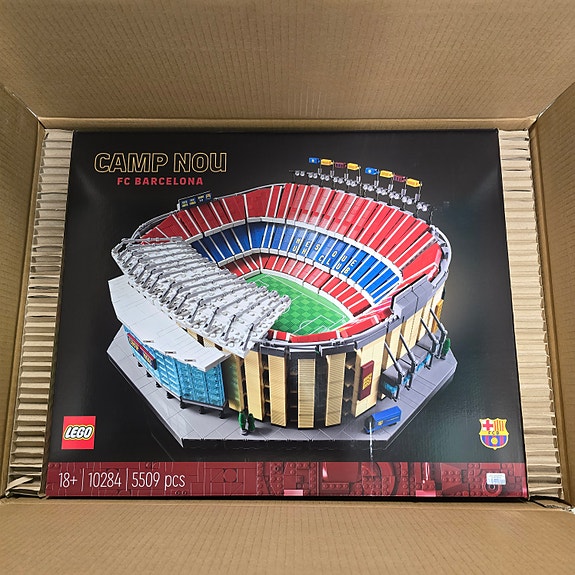 CAMP NOU
FC BARCELONA
LEGO
18+ | 10284 | 5509 pcs